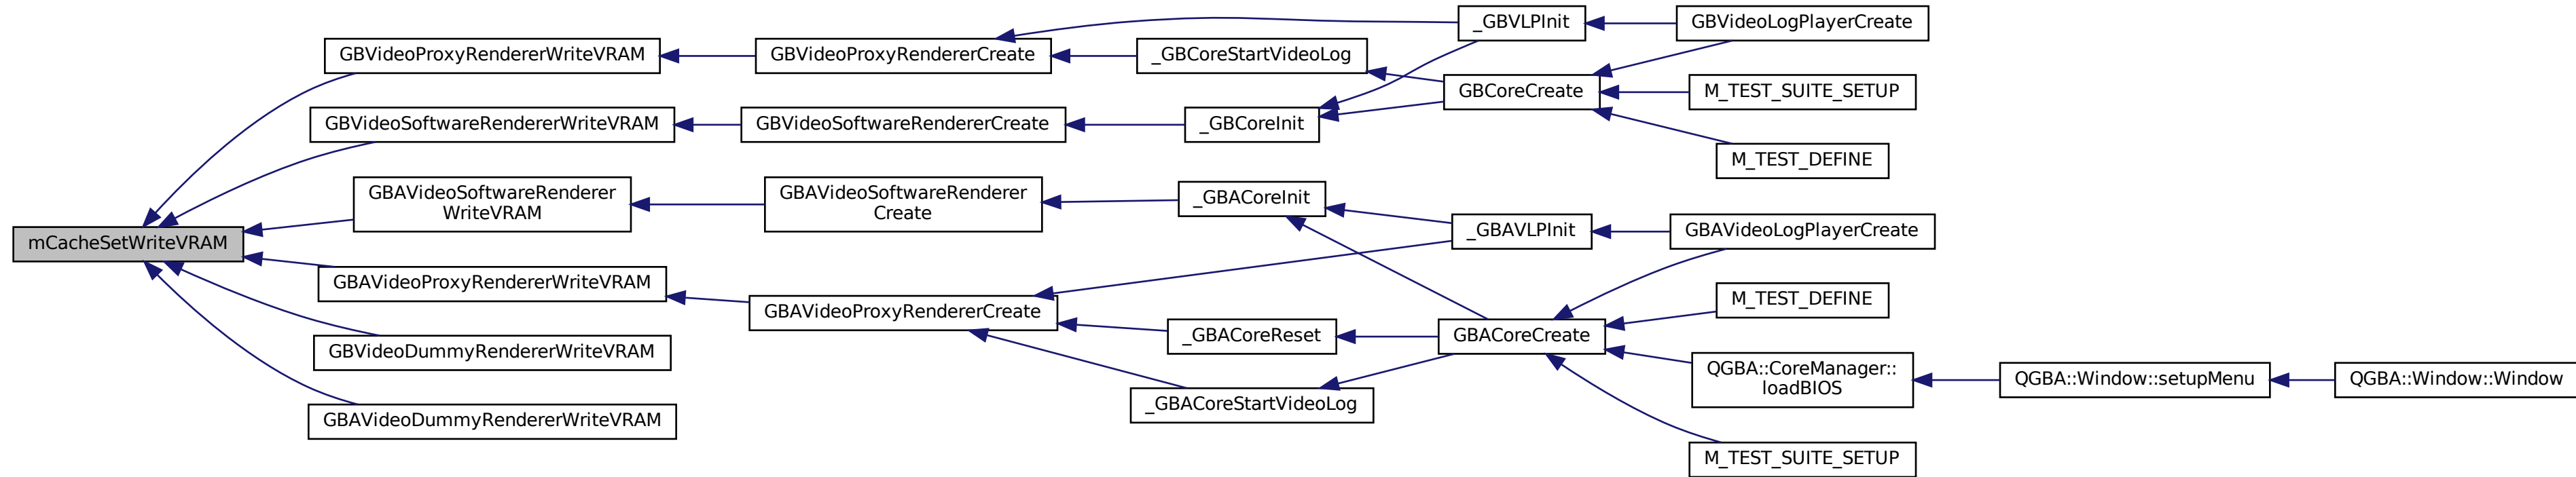 mCacheSetWriteVRAM
GBVideoProxyRendererWriteVRAM
GBVideoProxyRendererCreate
_GBCoreStartVideoLog
_GBVLPInit
GBVideoLogPlayerCreate
GBCoreCreate
M_TEST_SUITE_SETUP
GBVideoSoftwareRendererWriteVRAM
GBVideoSoftwareRendererCreate
_GBCoreInit
M_TEST_DEFINE
GBAVideoSoftwareRenderer
WriteVRAM
GBAVideoSoftwareRenderer
Create
_GBACoreInit
_GBAVLPInit
GBAVideoLogPlayerCreate
GBAVideoProxyRendererWriteVRAM
GBAVideoProxyRendererCreate
_GBACoreReset
GBACoreCreate
M_TEST_DEFINE
GBVideoDummyRendererWriteVRAM
QGBA::CoreManager::
loadBIOS
QGBA::Window::setupMenu
QGBA::Window::Window
_GBACoreStartVideoLog
GBAVideoDummyRendererWriteVRAM
M_TEST_SUITE_SETUP